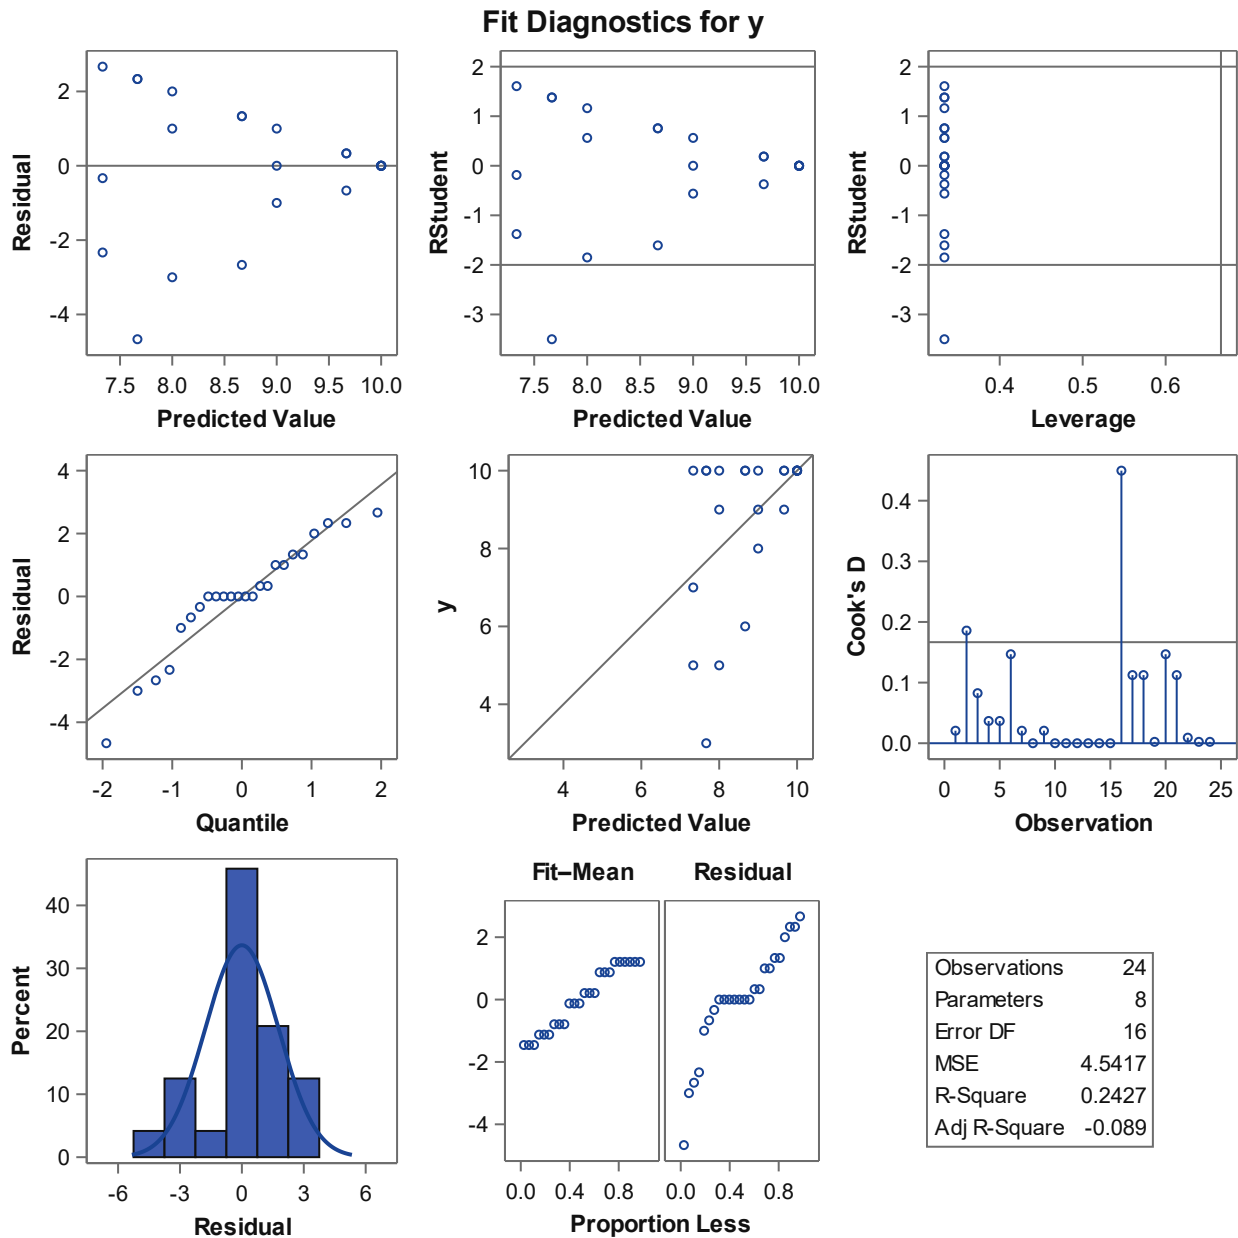 Fit Diagnostics for y
Residual
2
0
-2
-4
7.5 8.0 8.5 9.0 9.5 10.0
Predicted Value
RStudent
2
1
0
-1
-2
-3
7.5 8.0 8.5 9.0 9.5 10.0
Predicted Value
RStudent
2
1
0
-1
-2
-3
0.4 0.5 0.6
Leverage
Residual
4
2
0
-2
-4
-2 -1 0 1 2
Quantile
y
10
8
6
4
4 6 8 10
Predicted Value
Cook's D
0.4
0.3
0.2
0.1
0.0
0 5 10 15 20 25
Observation
Percent
40
30
20
10
0
-6 -3 0 3 6
Residual
Fit–Mean Residual
2
0
-2
-4
0.0 0.4 0.8 0.0 0.4 0.8
Proportion Less
Observations 24
Parameters 8
Error DF 16
MSE 4.5417
R-Square 0.2427
Adj R-Square -0.089